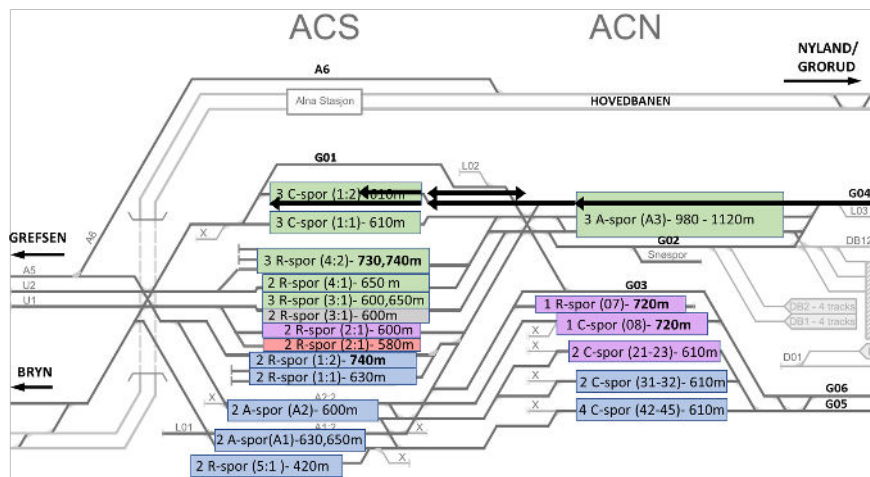 ACS
ACN
NYLAND/
GRORUD
A6
Alna Stasjon
HOVEDBANEN
G01
L02
3 C-spor (1:2) 610m
G04
3 C-spor (1:1)- 610m
3 A-spor (A3)- 980 - 1120m
L03
X
A6
GREFSEN
G02
DB12
3 R-spor (4:2)- 730,740m
Snøspor
A5
2 R-spor (4:1)- 650 m
U2
G03
3 R-spor (3:1)- 600,650m
1 R-spor (07)- 720m
DB2 - 4 tracks
U1
2 R-spor (3:1)- 600m
1 C-spor (08)- 720m
DB1 - 4 tracks
2 R-spor (2:1)- 600m
X
2 R-spor (2:1)- 580m
2 C-spor (21-23)- 610m
X
2 R-spor (1:2)- 740m
D01
BRYN
2 R-spor (1:1)- 630m
X
2 C-spor (31-32)- 610m
G06
X
A2:2
2 A-spor (A2)- 600m
X
4 C-spor (42-45)- 610m
G05
L01
A1:2
X
2 A-spor(A1)-630,650m
X
2 R-spor (5:1 )- 420m